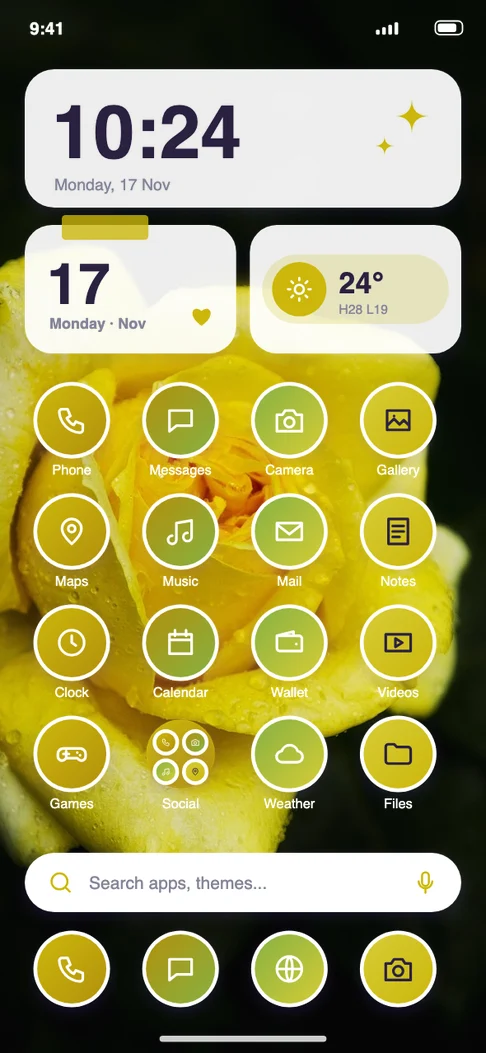 9:41
10:24
Monday, 17 Nov
17
Monday · Nov
24°
H28 L19
Phone
Messages
Camera
Gallery
Maps
Music
Mail
Notes
Clock
Calendar
Wallet
Videos
Games
Social
Weather
Files
Search apps, themes...